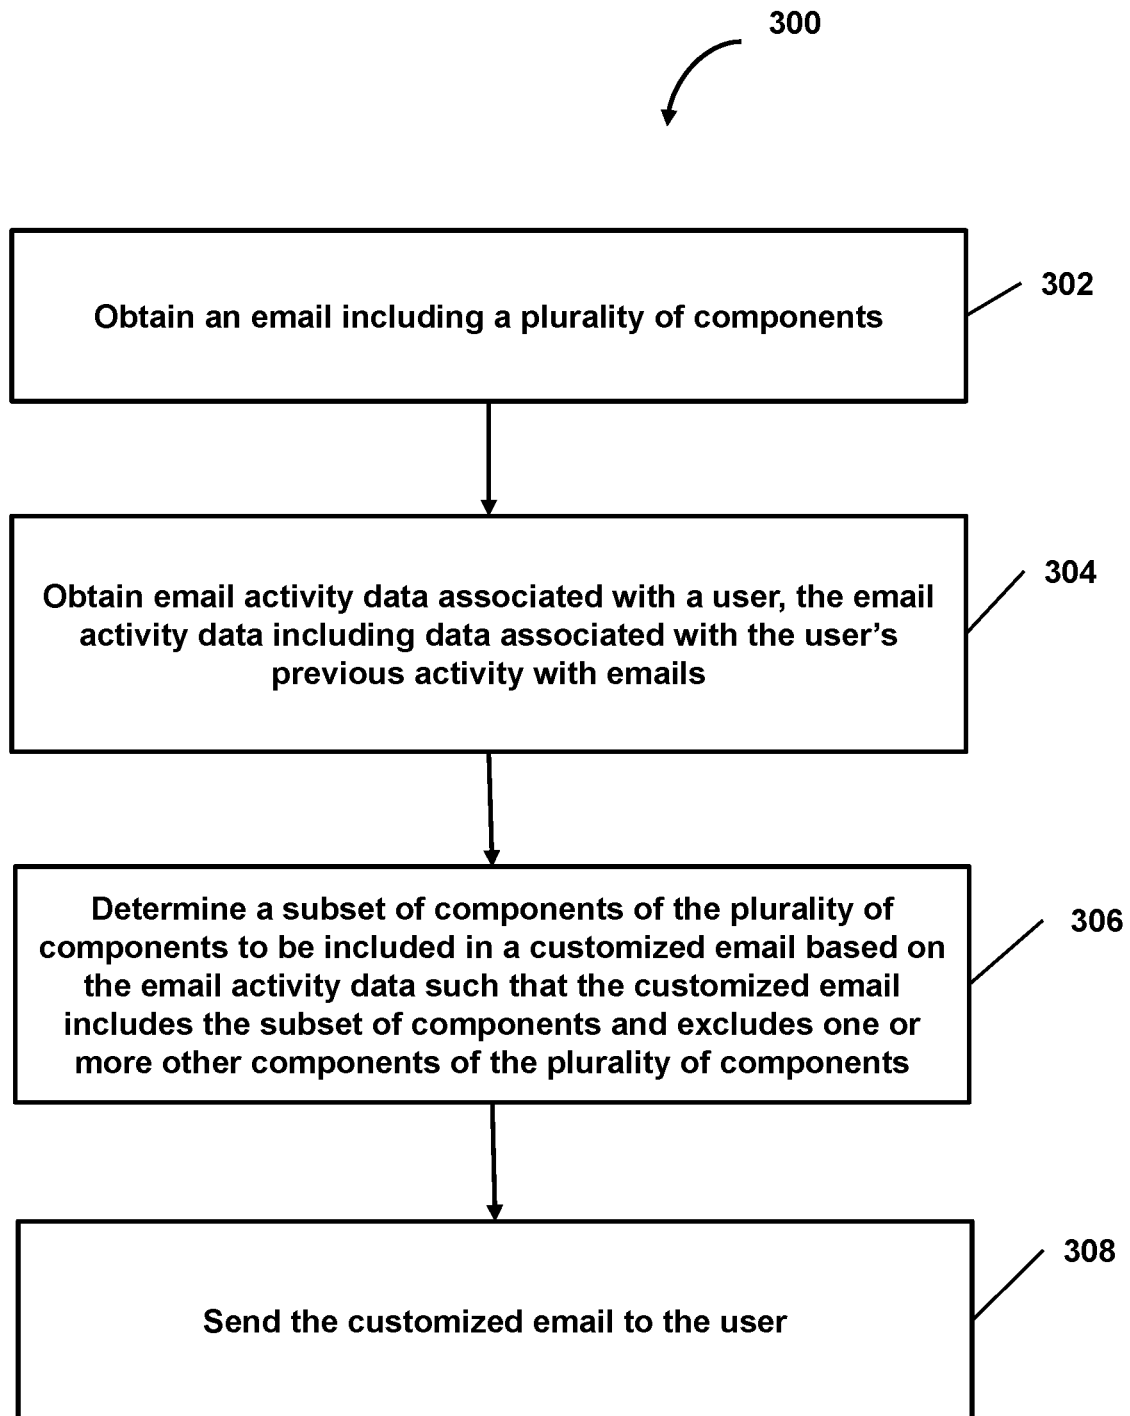 300
Obtain an email including a plurality of components
302
Obtain email activity data associated with a user, the email
activity data including data associated with the user's
previous activity with emails
304
Determine a subset of components of the plurality of
components to be included in a customized email based on
the email activity data such that the customized email
includes the subset of components and excludes one or
more other components of the plurality of components
306
Send the customized email to the user
308